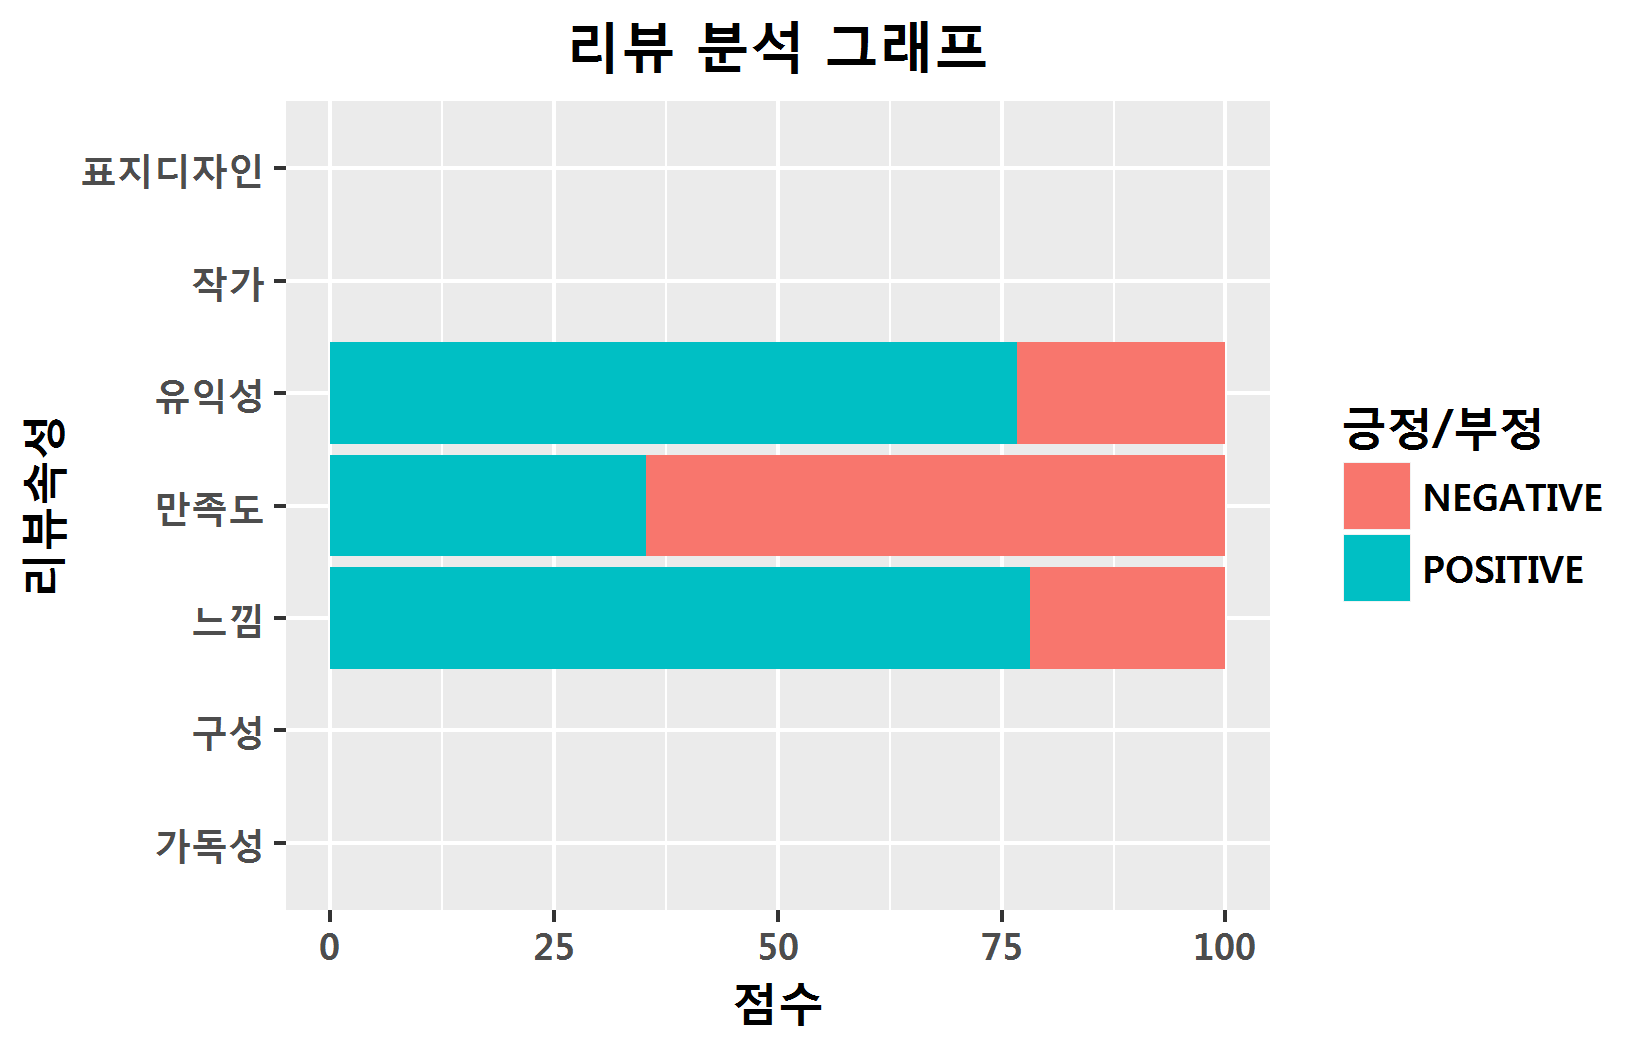 리뷰 분석 그래프
리뷰속성
표지디자인
작가
유익성
만족도
느낌
구성
가독성
0 25 50 75 100
점수
긍정/부정
NEGATIVE
POSITIVE